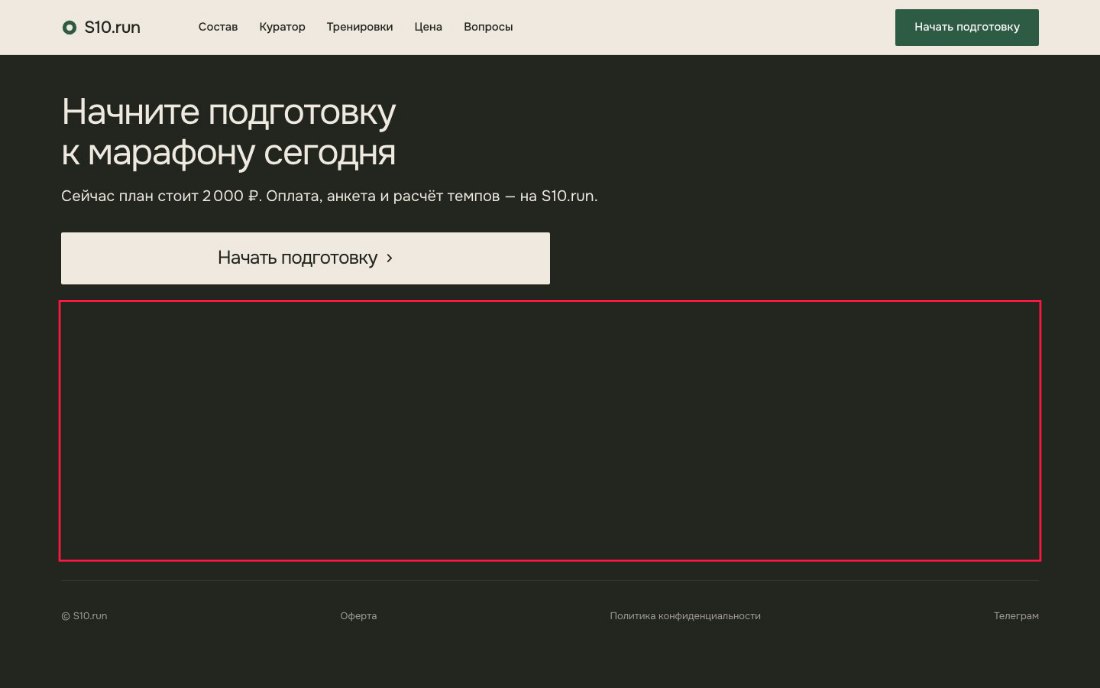 S10.run
Состав
Куратор
Тренировки
Цена
Вопросы
Начать подготовку
Начните подготовку
к марафону сегодня
Сейчас план стоит 2 000 ₽. Оплата, анкета и расчёт темпов — на S10.run.
Начать подготовку ›
© S10.run
Оферта
Политика конфиденциальности
Телеграм